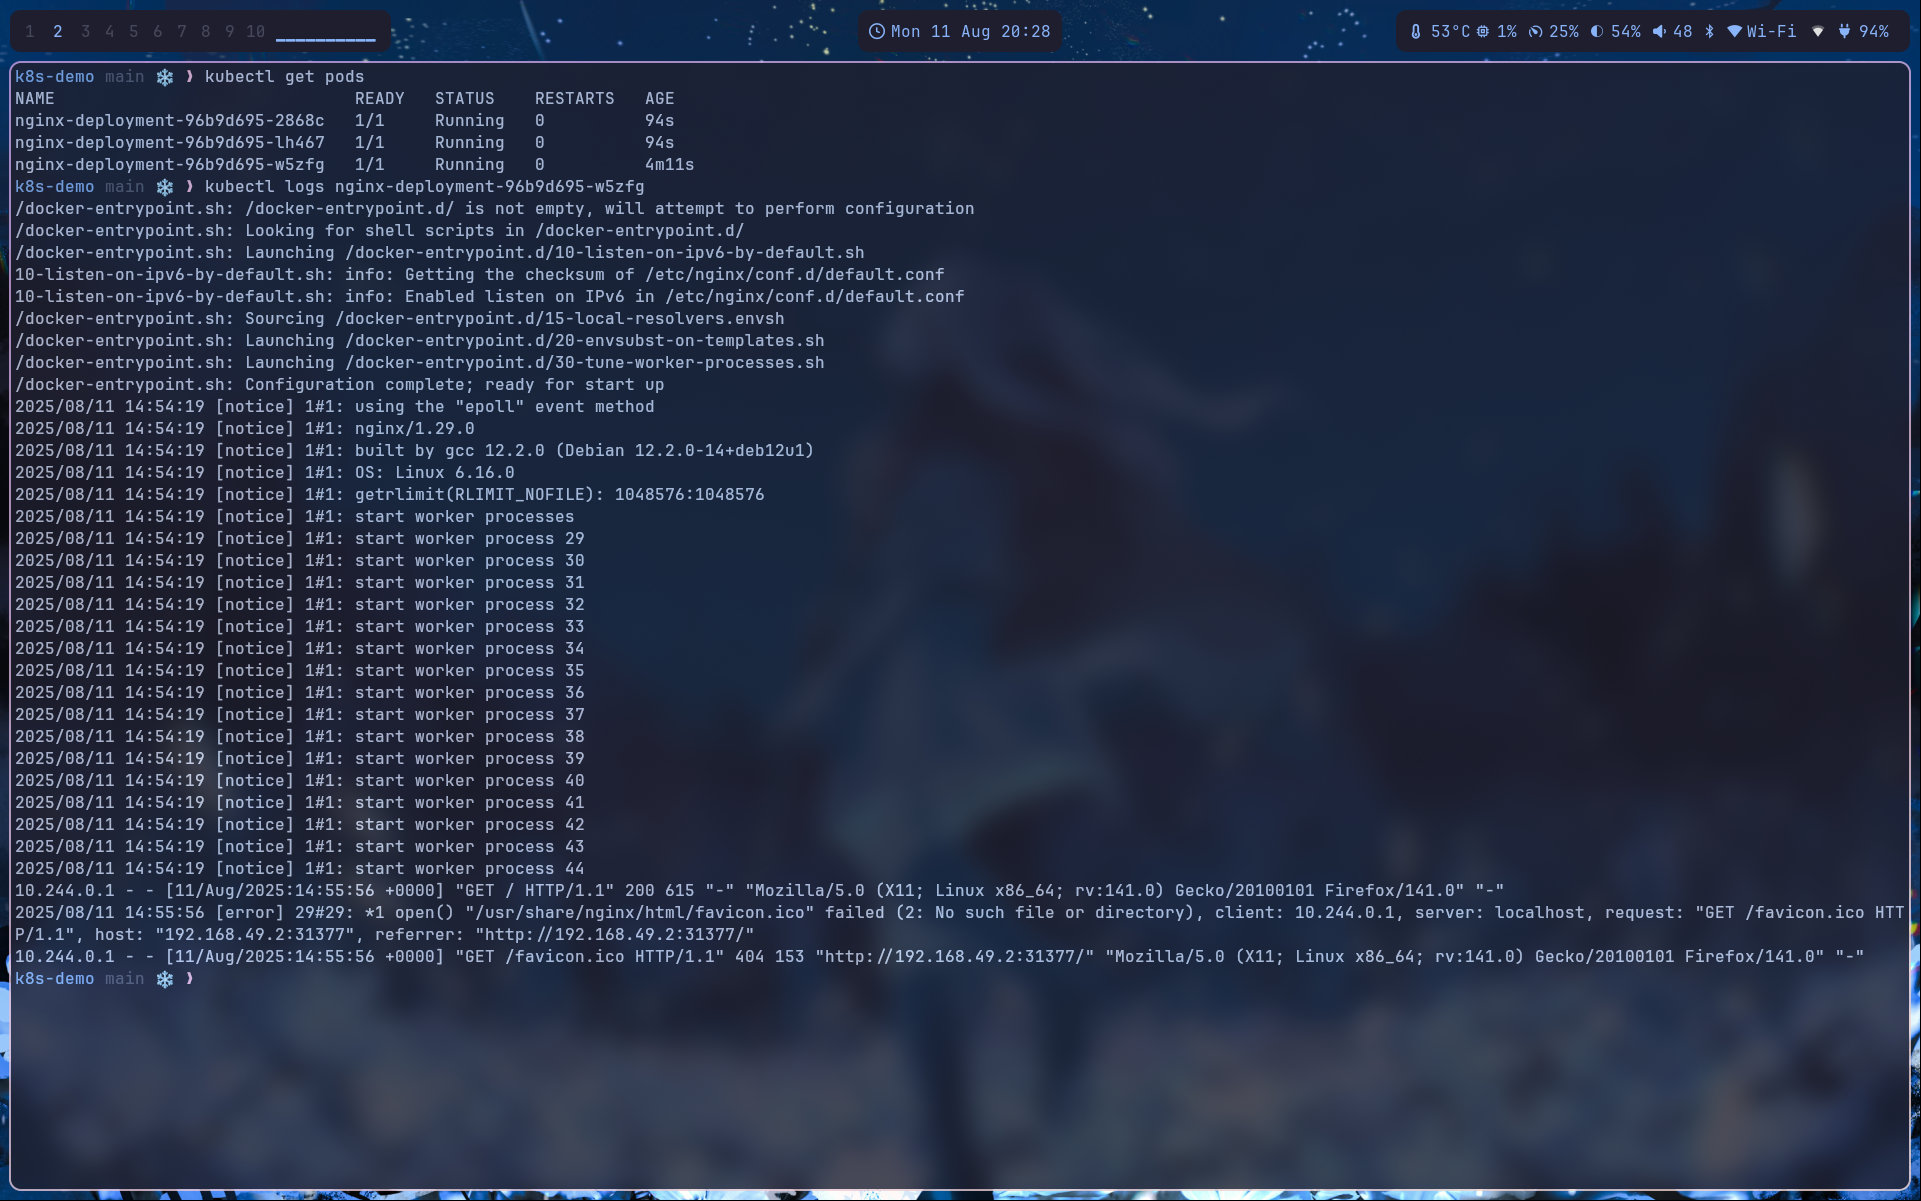 1 2 3 4 5 6 7 8 9 10 __________
Mon 11 Aug 20:28
53°C 1% 25% 54% 48 Wi-Fi 94%
k8s-demo main ❄️ ❱ kubectl get pods
NAME                              READY   STATUS    RESTARTS   AGE
nginx-deployment-96b9d695-2868c   1/1     Running   0          94s
nginx-deployment-96b9d695-lh467   1/1     Running   0          94s
nginx-deployment-96b9d695-w5zfg   1/1     Running   0          4m11s
k8s-demo main ❄️ ❱ kubectl logs nginx-deployment-96b9d695-w5zfg
/docker-entrypoint.sh: /docker-entrypoint.d/ is not empty, will attempt to perform configuration
/docker-entrypoint.sh: Looking for shell scripts in /docker-entrypoint.d/
/docker-entrypoint.sh: Launching /docker-entrypoint.d/10-listen-on-ipv6-by-default.sh
10-listen-on-ipv6-by-default.sh: info: Getting the checksum of /etc/nginx/conf.d/default.conf
10-listen-on-ipv6-by-default.sh: info: Enabled listen on IPv6 in /etc/nginx/conf.d/default.conf
/docker-entrypoint.sh: Sourcing /docker-entrypoint.d/15-local-resolvers.envsh
/docker-entrypoint.sh: Launching /docker-entrypoint.d/20-envsubst-on-templates.sh
/docker-entrypoint.sh: Launching /docker-entrypoint.d/30-tune-worker-processes.sh
/docker-entrypoint.sh: Configuration complete; ready for start up
2025/08/11 14:54:19 [notice] 1#1: using the "epoll" event method
2025/08/11 14:54:19 [notice] 1#1: nginx/1.29.0
2025/08/11 14:54:19 [notice] 1#1: built by gcc 12.2.0 (Debian 12.2.0-14+deb12u1)
2025/08/11 14:54:19 [notice] 1#1: OS: Linux 6.16.0
2025/08/11 14:54:19 [notice] 1#1: getrlimit(RLIMIT_NOFILE): 1048576:1048576
2025/08/11 14:54:19 [notice] 1#1: start worker processes
2025/08/11 14:54:19 [notice] 1#1: start worker process 29
2025/08/11 14:54:19 [notice] 1#1: start worker process 30
2025/08/11 14:54:19 [notice] 1#1: start worker process 31
2025/08/11 14:54:19 [notice] 1#1: start worker process 32
2025/08/11 14:54:19 [notice] 1#1: start worker process 33
2025/08/11 14:54:19 [notice] 1#1: start worker process 34
2025/08/11 14:54:19 [notice] 1#1: start worker process 35
2025/08/11 14:54:19 [notice] 1#1: start worker process 36
2025/08/11 14:54:19 [notice] 1#1: start worker process 37
2025/08/11 14:54:19 [notice] 1#1: start worker process 38
2025/08/11 14:54:19 [notice] 1#1: start worker process 39
2025/08/11 14:54:19 [notice] 1#1: start worker process 40
2025/08/11 14:54:19 [notice] 1#1: start worker process 41
2025/08/11 14:54:19 [notice] 1#1: start worker process 42
2025/08/11 14:54:19 [notice] 1#1: start worker process 43
2025/08/11 14:54:19 [notice] 1#1: start worker process 44
10.244.0.1 - - [11/Aug/2025:14:55:56 +0000] "GET / HTTP/1.1" 200 615 "-" "Mozilla/5.0 (X11; Linux x86_64; rv:141.0) Gecko/20100101 Firefox/141.0" "-"
2025/08/11 14:55:56 [error] 29#29: *1 open() "/usr/share/nginx/html/favicon.ico" failed (2: No such file or directory), client: 10.244.0.1, server: localhost, request: "GET /favicon.ico HTT
P/1.1", host: "192.168.49.2:31377", referrer: "http://192.168.49.2:31377/"
10.244.0.1 - - [11/Aug/2025:14:55:56 +0000] "GET /favicon.ico HTTP/1.1" 404 153 "http://192.168.49.2:31377/" "Mozilla/5.0 (X11; Linux x86_64; rv:141.0) Gecko/20100101 Firefox/141.0" "-"
k8s-demo main ❄️ ❱